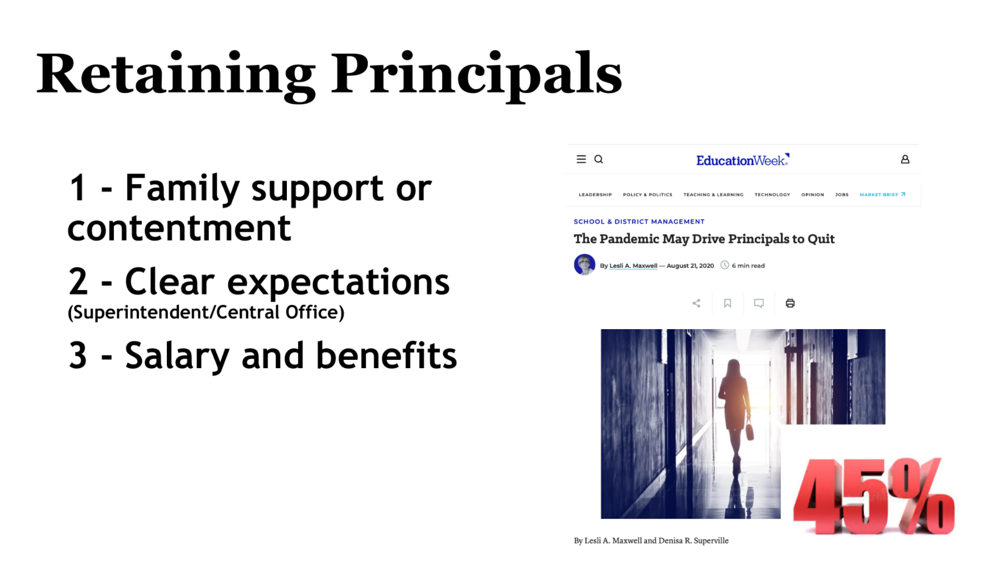 Retaining Principals
1 - Family support or
contentment
2 - Clear expectations
(Superintendent/Central Office)
3 - Salary and benefits
EducationWeek®
LEADERSHIP POLICY & POLITICS TEACHING & LEARNING TECHNOLOGY OPINION JOBS MARKET BRIEF
SCHOOL & DISTRICT MANAGEMENT
The Pandemic May Drive Principals to Quit
By Lesli A. Maxwell — August 21, 2020 6 min read
45%
By Lesli A. Maxwell and Denisa R. Superville